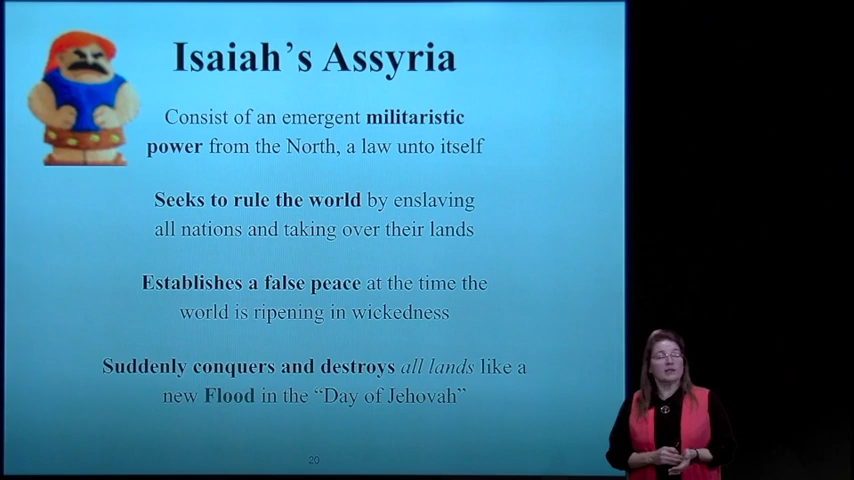 Isaiah’s Assyria
Consist of an emergent militaristic
power from the North, a law unto itself
Seeks to rule the world by enslaving
all nations and taking over their lands
Establishes a false peace at the time the
world is ripening in wickedness
Suddenly conquers and destroys all lands like a
new Flood in the “Day of Jehovah”
20